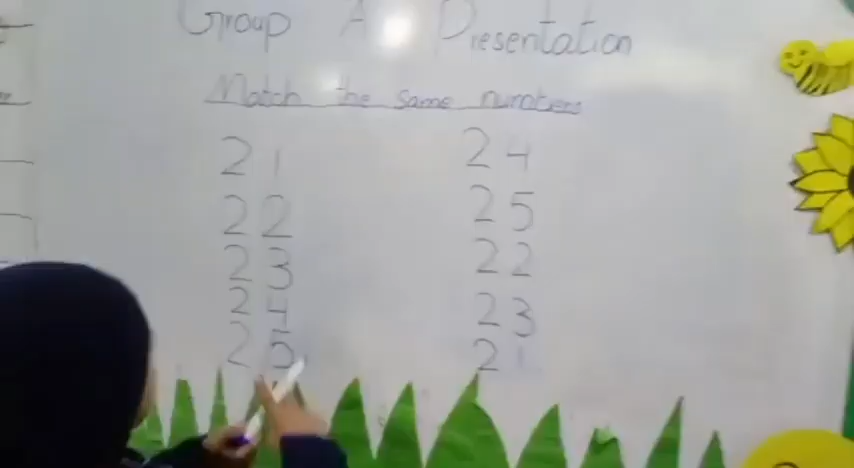 Group A Presentation
Match the same numbers
21 24
22 25
23 22
24 23
25 21